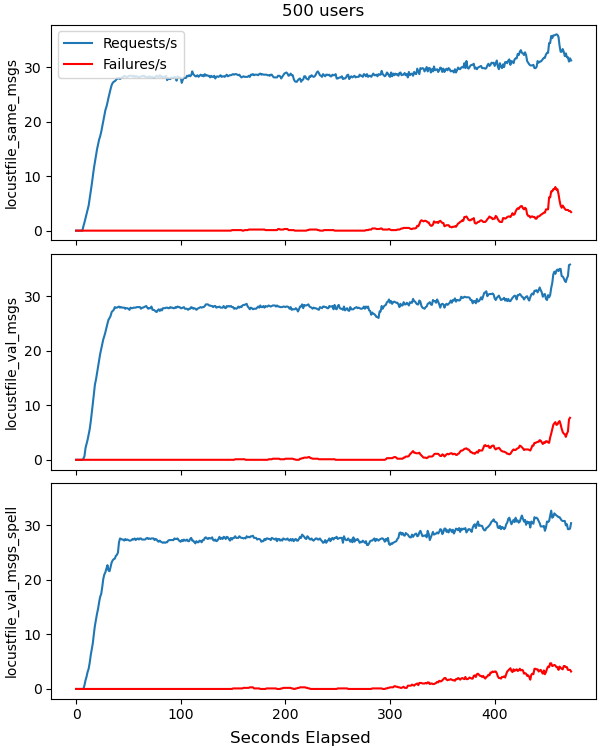 500 users
Requests/s
Failures/s
locustfile_same_msgs
30
20
10
0
locustfile_val_msgs
30
20
10
0
locustfile_val_msgs_spell
30
20
10
0
0 100 200 300 400
Seconds Elapsed